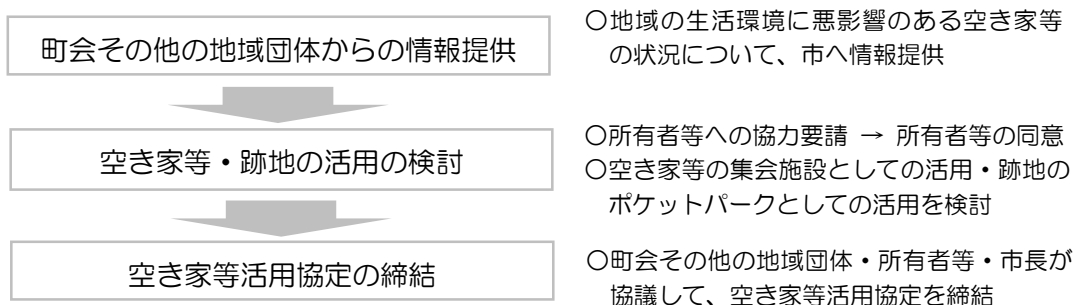 町会その他の地域団体からの情報提供
〇地域の生活環境に悪影響のある空き家等
の状況について、市へ情報提供
空き家等・跡地の活用の検討
〇所有者等への協力要請 → 所有者等の同意
〇空き家等の集会施設としての活用・跡地の
ポケットパークとしての活用を検討
空き家等活用協定の締結
〇町会その他の地域団体・所有者等・市長が
協議して、空き家等活用協定を締結